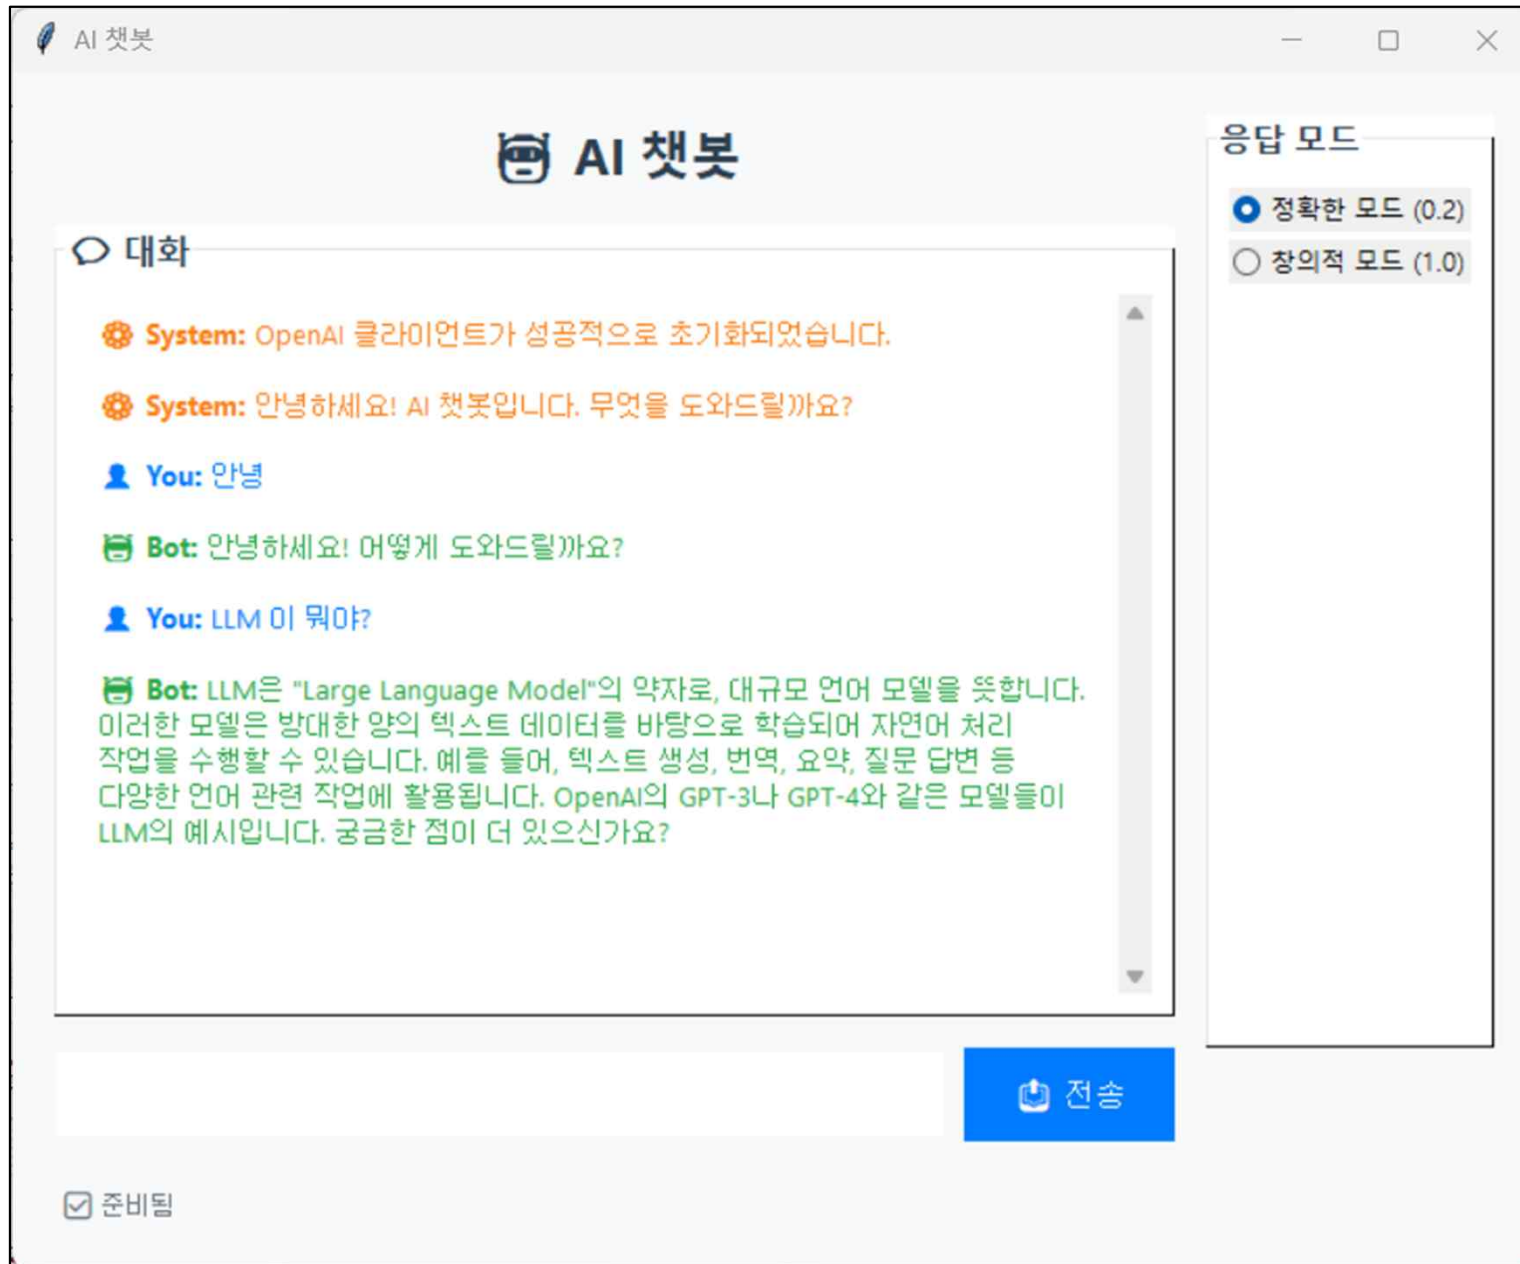 AI 챗봇
AI 챗봇
대화
System: OpenAI 클라이언트가 성공적으로 초기화되었습니다.
System: 안녕하세요! AI 챗봇입니다. 무엇을 도와드릴까요?
You: 안녕
Bot: 안녕하세요! 어떻게 도와드릴까요?
You: LLM 이 뭐야?
Bot: LLM은 "Large Language Model"의 약자로, 대규모 언어 모델을 뜻합니다.
이러한 모델은 방대한 양의 텍스트 데이터를 바탕으로 학습되어 자연어 처리
작업을 수행할 수 있습니다. 예를 들어, 텍스트 생성, 번역, 요약, 질문 답변 등
다양한 언어 관련 작업에 활용됩니다. OpenAI의 GPT-3나 GPT-4와 같은 모델들이
LLM의 예시입니다. 궁금한 점이 더 있으신가요?
전송
준비됨
응답 모드
정확한 모드 (0.2)
창의적 모드 (1.0)